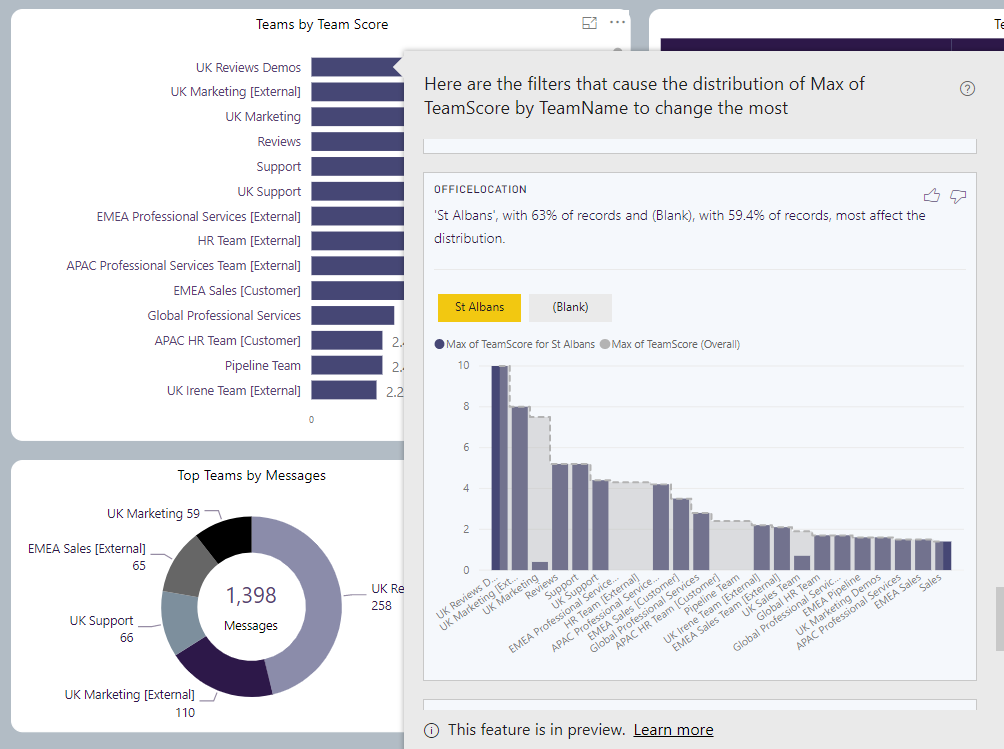 Teams by Team Score
UK Reviews Demos
UK Marketing [External]
UK Marketing
Reviews
Support
UK Support
EMEA Professional Services [External]
HR Team [External]
APAC Professional Services Team [External]
EMEA Sales [Customer]
Global Professional Services
APAC HR Team [Customer]
Pipeline Team
UK Irene Team [External]
2.2
0
Here are the filters that cause the distribution of Max of
TeamScore by TeamName to change the most
?
OFFICELOCATION
'St Albans', with 63% of records and (Blank), with 59.4% of records, most affect the
distribution.
St Albans
(Blank)
Max of TeamScore for St Albans
Max of TeamScore (Overall)
10
8
6
4
2
0
UK Reviews D...
UK Marketing [Ext...
UK Marketing
Reviews
Support
UK Support
EMEA Professional Service...
HR Team [External]
APAC Professional Service...
EMEA Sales [Customer]
Global Professional Services
APAC HR Team [Customer]
Pipeline Team
UK Irene Team [External]
EMEA Sales Team [External]
UK Sales Team
Global HR Team
Global Professional Servic...
EMEA Pipeline
UK Marketing Demos
APAC Professional Services
EMEA Sales
Sales
This feature is in preview. Learn more
Top Teams by Messages
UK Marketing 59
EMEA Sales [External]
65
UK Support
66
UK Marketing [External]
110
UK Re
258
1,398
Messages